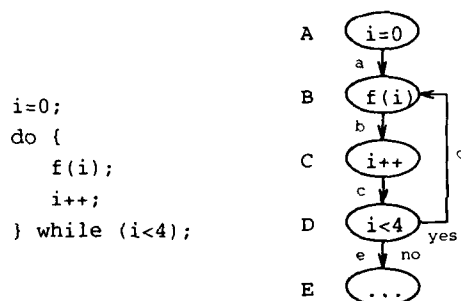 i=0;
do {
f(i);
i++;
} while (i<4);
A i=0
a
B f(i)
b
C i++
c
D i<4
yes
e no
E ...